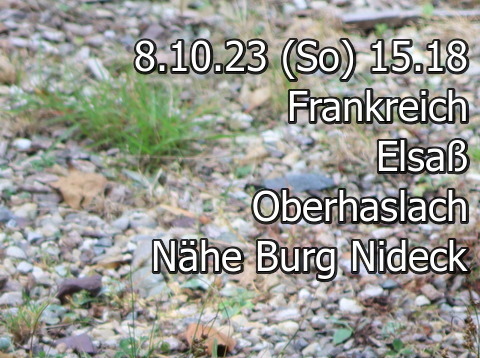 8.10.23 (So) 15.18
Frankreich
Elsaß
Oberhaslach
Nähe Burg Nideck